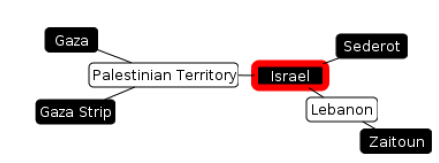 Gaza
Sederot
Palestinian Territory
Israel
Gaza Strip
Lebanon
Zaitoun